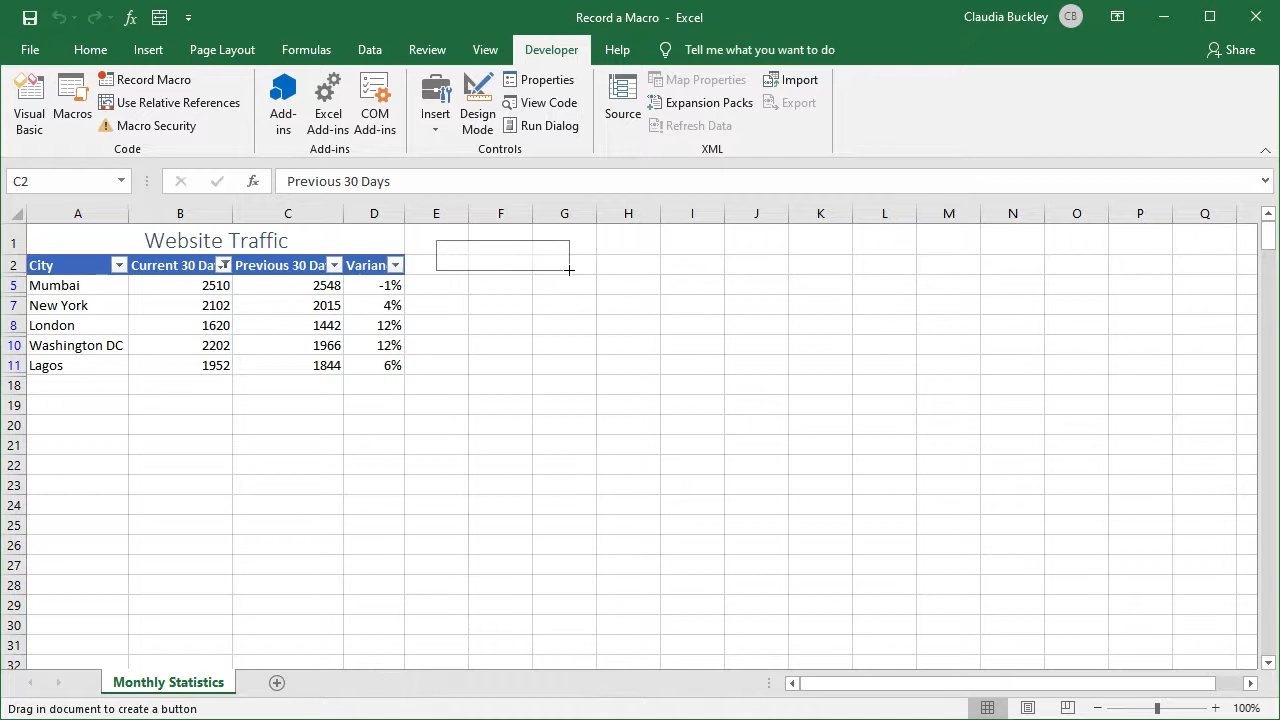 Record a Macro - Excel
Claudia Buckley CB
File Home Insert Page Layout Formulas Data Review View Developer Help Tell me what you want to do Share
Visual Basic
Macros
Record Macro
Use Relative References
Macro Security
Code
Add-ins
Excel Add-ins
COM Add-ins
Add-ins
Insert
Design Mode
Properties
View Code
Run Dialog
Controls
Source
Map Properties
Expansion Packs
Refresh Data
Import
Export
XML
C2 fx Previous 30 Days
A B C D E F G H I J K L M N O P Q
1 Website Traffic
2 City Current 30 Da Previous 30 Da Varian
5 Mumbai 2510 2548 -1%
7 New York 2102 2015 4%
8 London 1620 1442 12%
10 Washington DC 2202 1966 12%
11 Lagos 1952 1844 6%
18
19
20
21
22
23
24
25
26
27
28
29
30
31
32
Monthly Statistics
Drag in document to create a button 100%